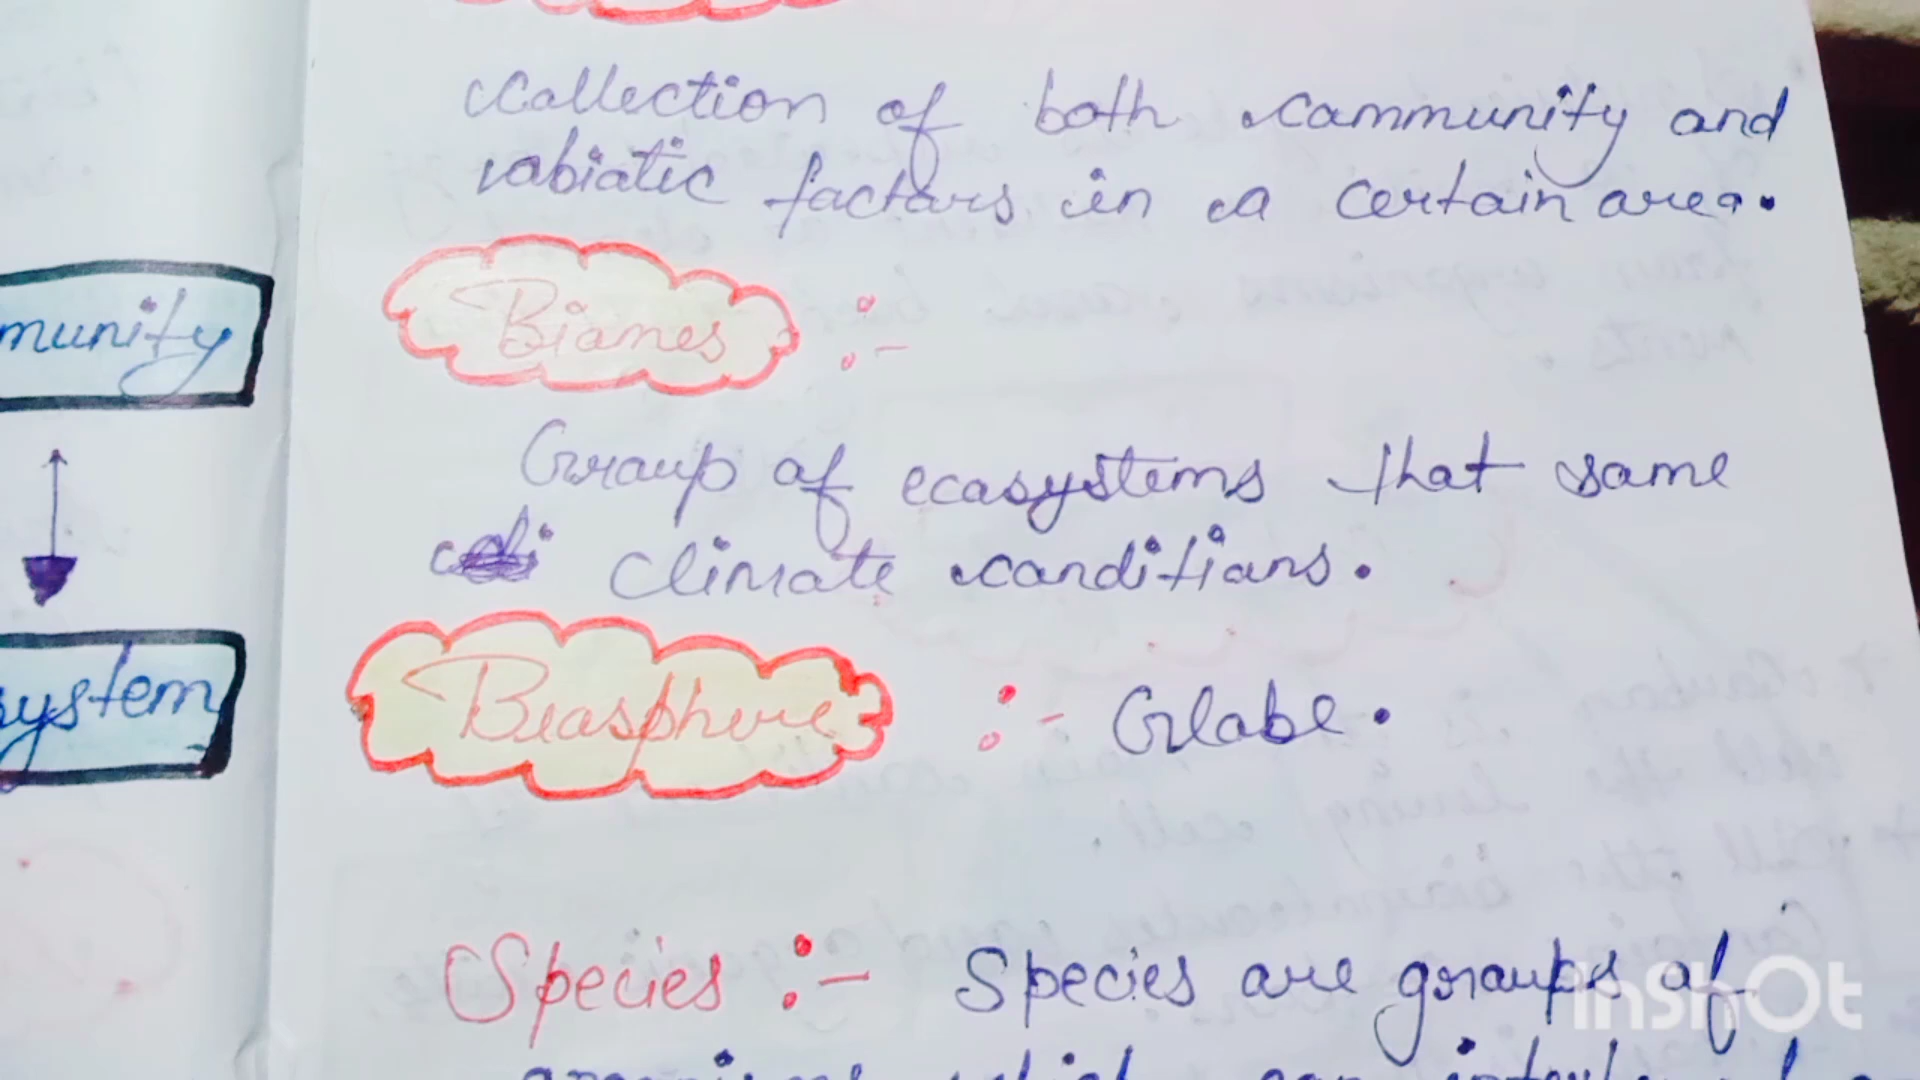 Collection of both community and
abiotic factors in a certain area.
munity
Biomes :-
Group of ecosystems that same
climate conditions.
system
Biosphere :- Globe.
Species :- Species are groups of
InShOt